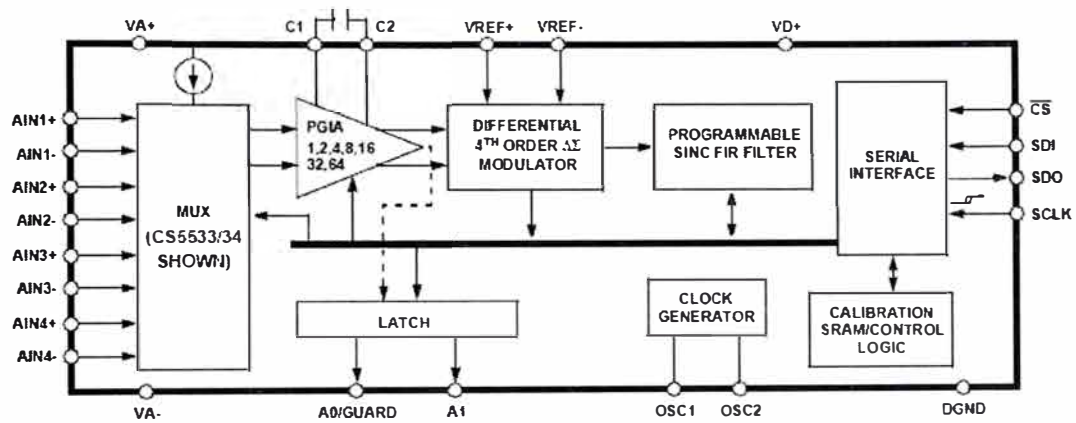 VA+
C1
C2
VREF+
VREF-
VD+
AIN1+
AIN1-
AIN2+
AIN2-
AIN3+
AIN3-
AIN4+
AIN4-
MUX
(CS5533/34
SHOWN)
PGIA
1,2,4,8,16
32,64
DIFFERENTIAL
4TH ORDER ΔΣ
MODULATOR
PROGRAMMABLE
SINC FIR FILTER
SERIAL
INTERFACE
CS
SDI
SDO
SCLK
LATCH
CLOCK
GENERATOR
CALIBRATION
SRAM/CONTROL
LOGIC
VA-
A0/GUARD
A1
OSC1
OSC2
DGND